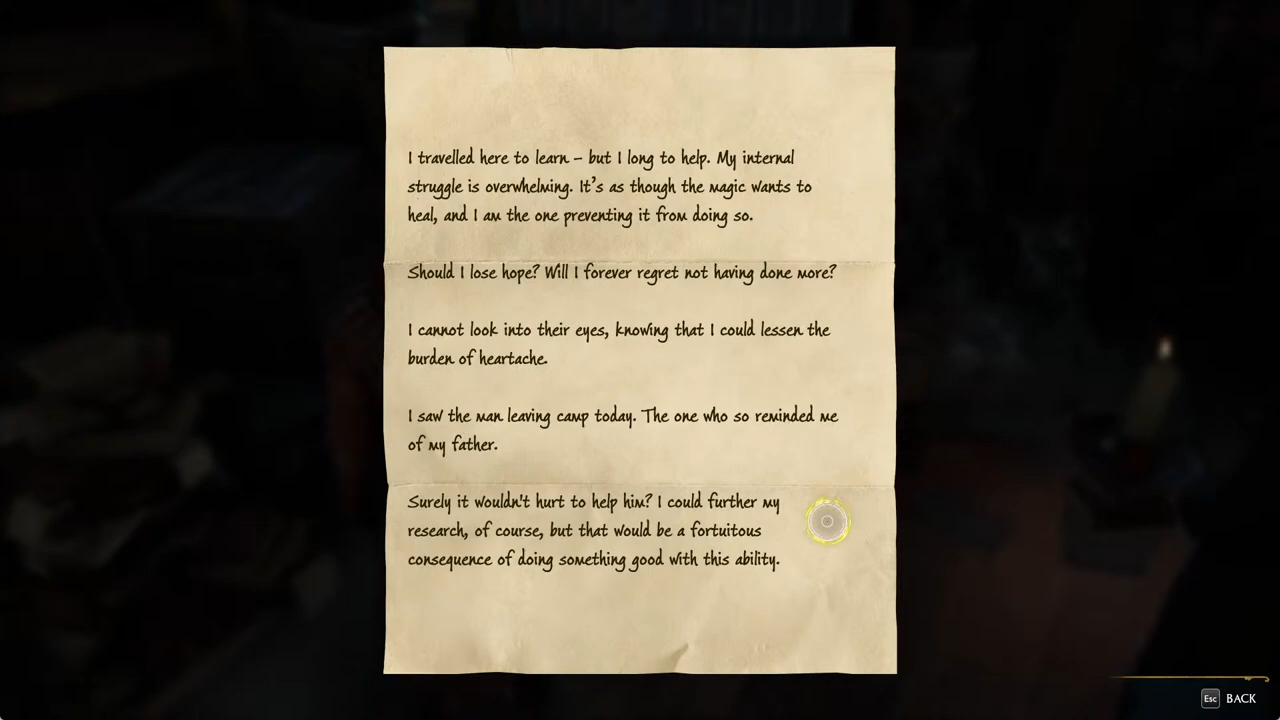 I travelled here to learn – but I long to help. My internal
struggle is overwhelming. It’s as though the magic wants to
heal, and I am the one preventing it from doing so.
Should I lose hope? Will I forever regret not having done more?
I cannot look into their eyes, knowing that I could lessen the
burden of heartache.
I saw the man leaving camp today. The one who so reminded me
of my father.
Surely it wouldn't hurt to help him? I could further my
research, of course, but that would be a fortuitous
consequence of doing something good with this ability.
Esc BACK